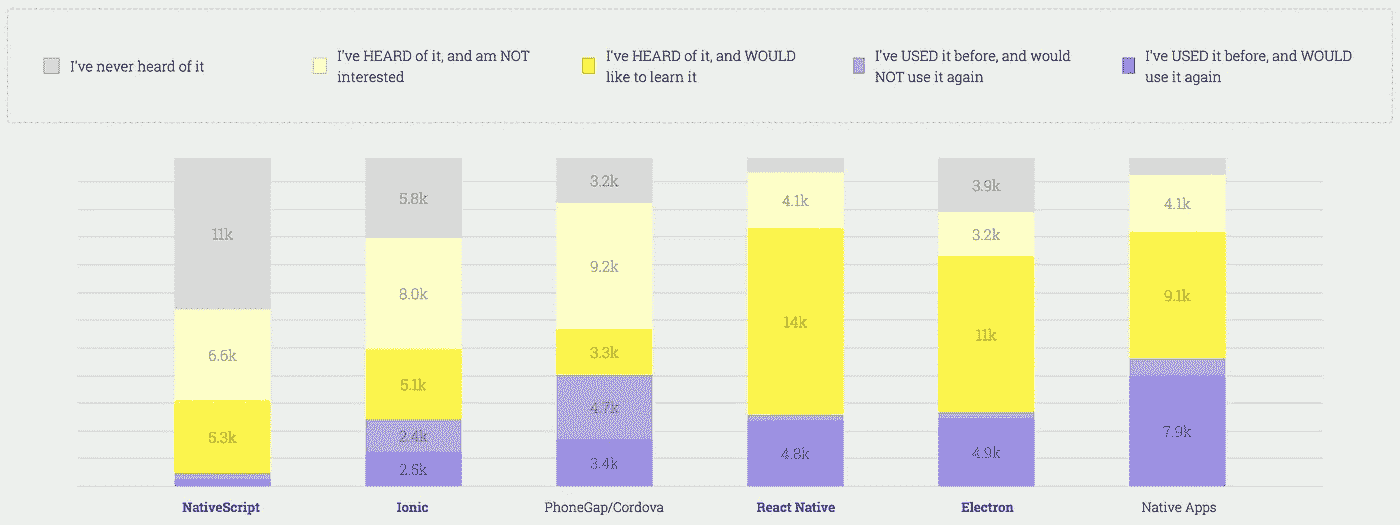 I've never heard of it
I've HEARD of it, and am NOT
interested
I've HEARD of it, and WOULD
like to learn it
I've USED it before, and would
NOT use it again
I've USED it before, and WOULD
use it again
11k
6.6k
5.3k
5.8k
8.0k
5.1k
2.4k
2.5k
3.2k
9.2k
3.3k
4.7k
3.4k
4.1k
14k
4.8k
3.9k
3.2k
11k
4.9k
4.1k
9.1k
7.9k
NativeScript
Ionic
PhoneGap/Cordova
React Native
Electron
Native Apps